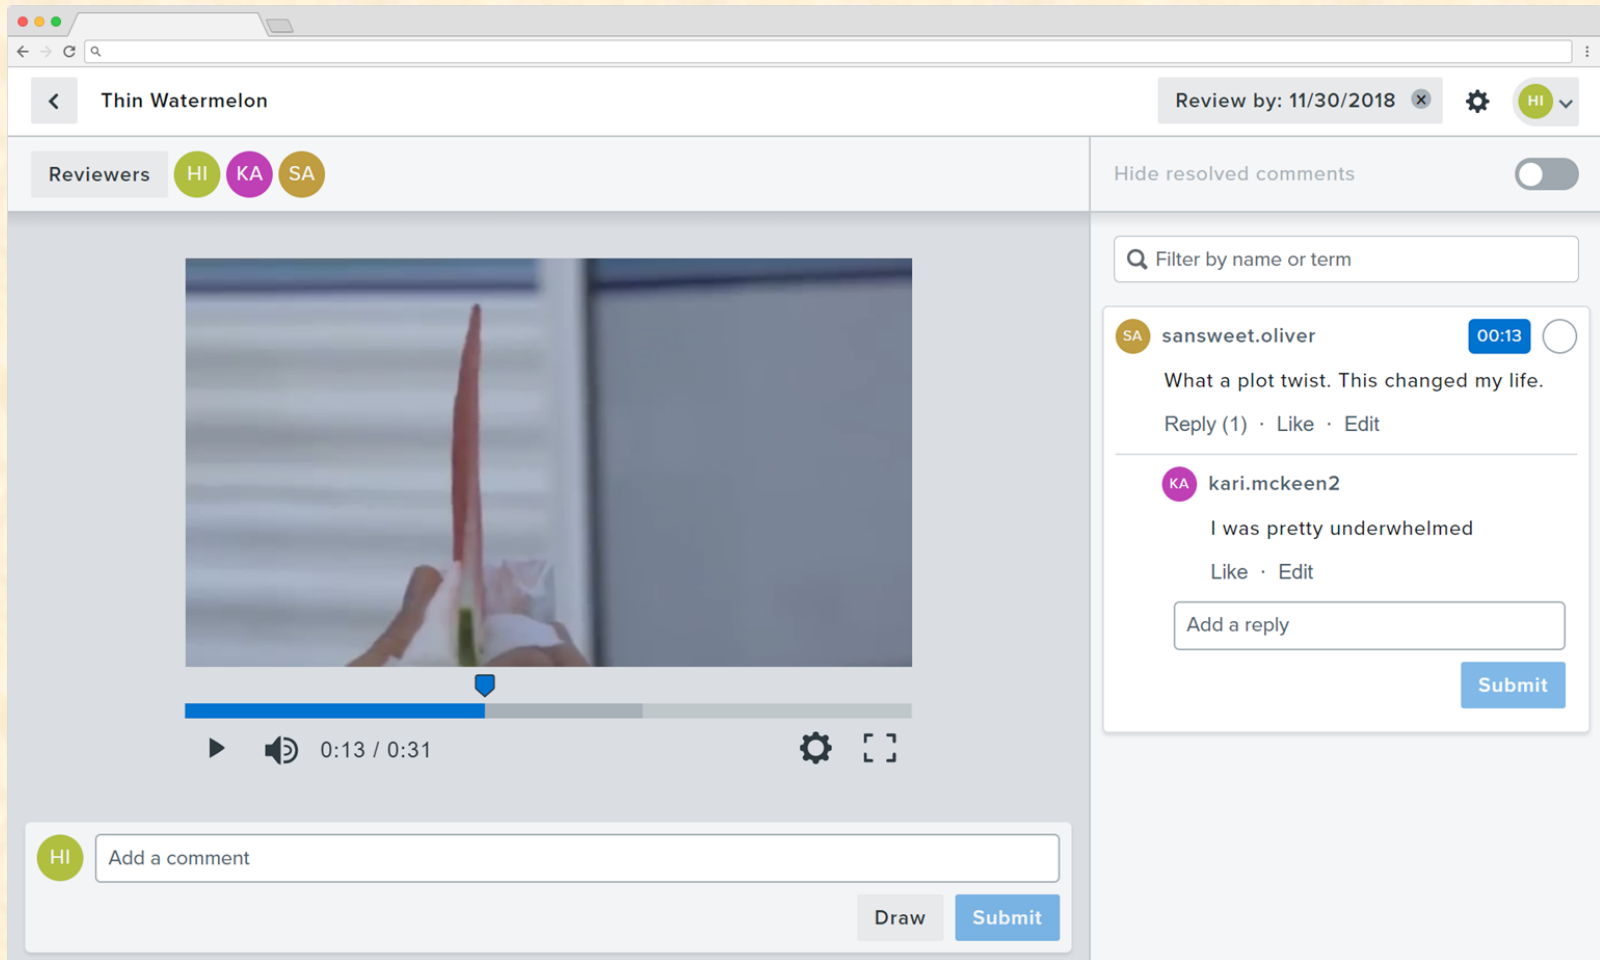 Thin Watermelon
Review by: 11/30/2018
HI
Reviewers
HI KA SA
Hide resolved comments
Filter by name or term
SA sansweet.oliver 00:13
What a plot twist. This changed my life.
Reply (1) · Like · Edit
KA kari.mckeen2
I was pretty underwhelmed
Like · Edit
Add a reply
Submit
0:13 / 0:31
HI Add a comment
Draw Submit